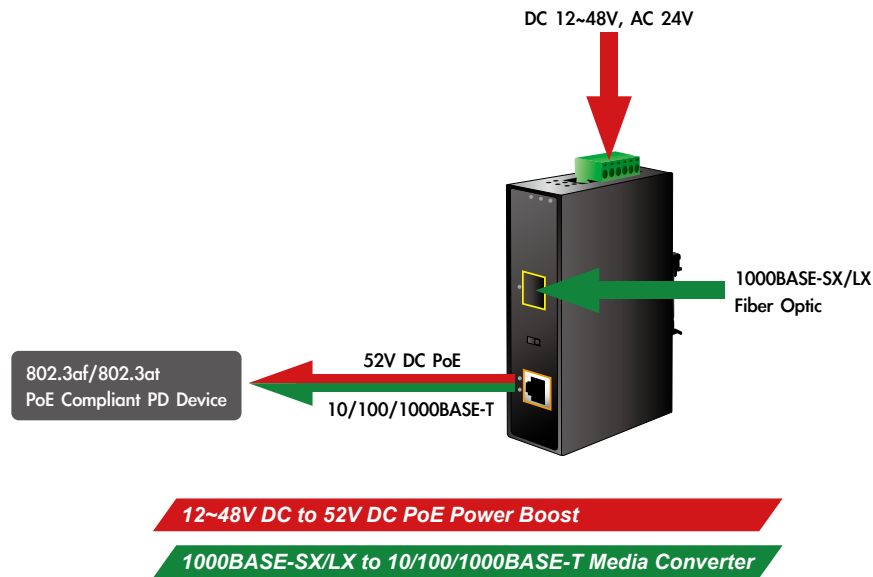 DC 12~48V, AC 24V
1000BASE-SX/LX
Fiber Optic
52V DC PoE
802.3af/802.3at
PoE Compliant PD Device
10/100/1000BASE-T
12~48V DC to 52V DC PoE Power Boost
1000BASE-SX/LX to 10/100/1000BASE-T Media Converter